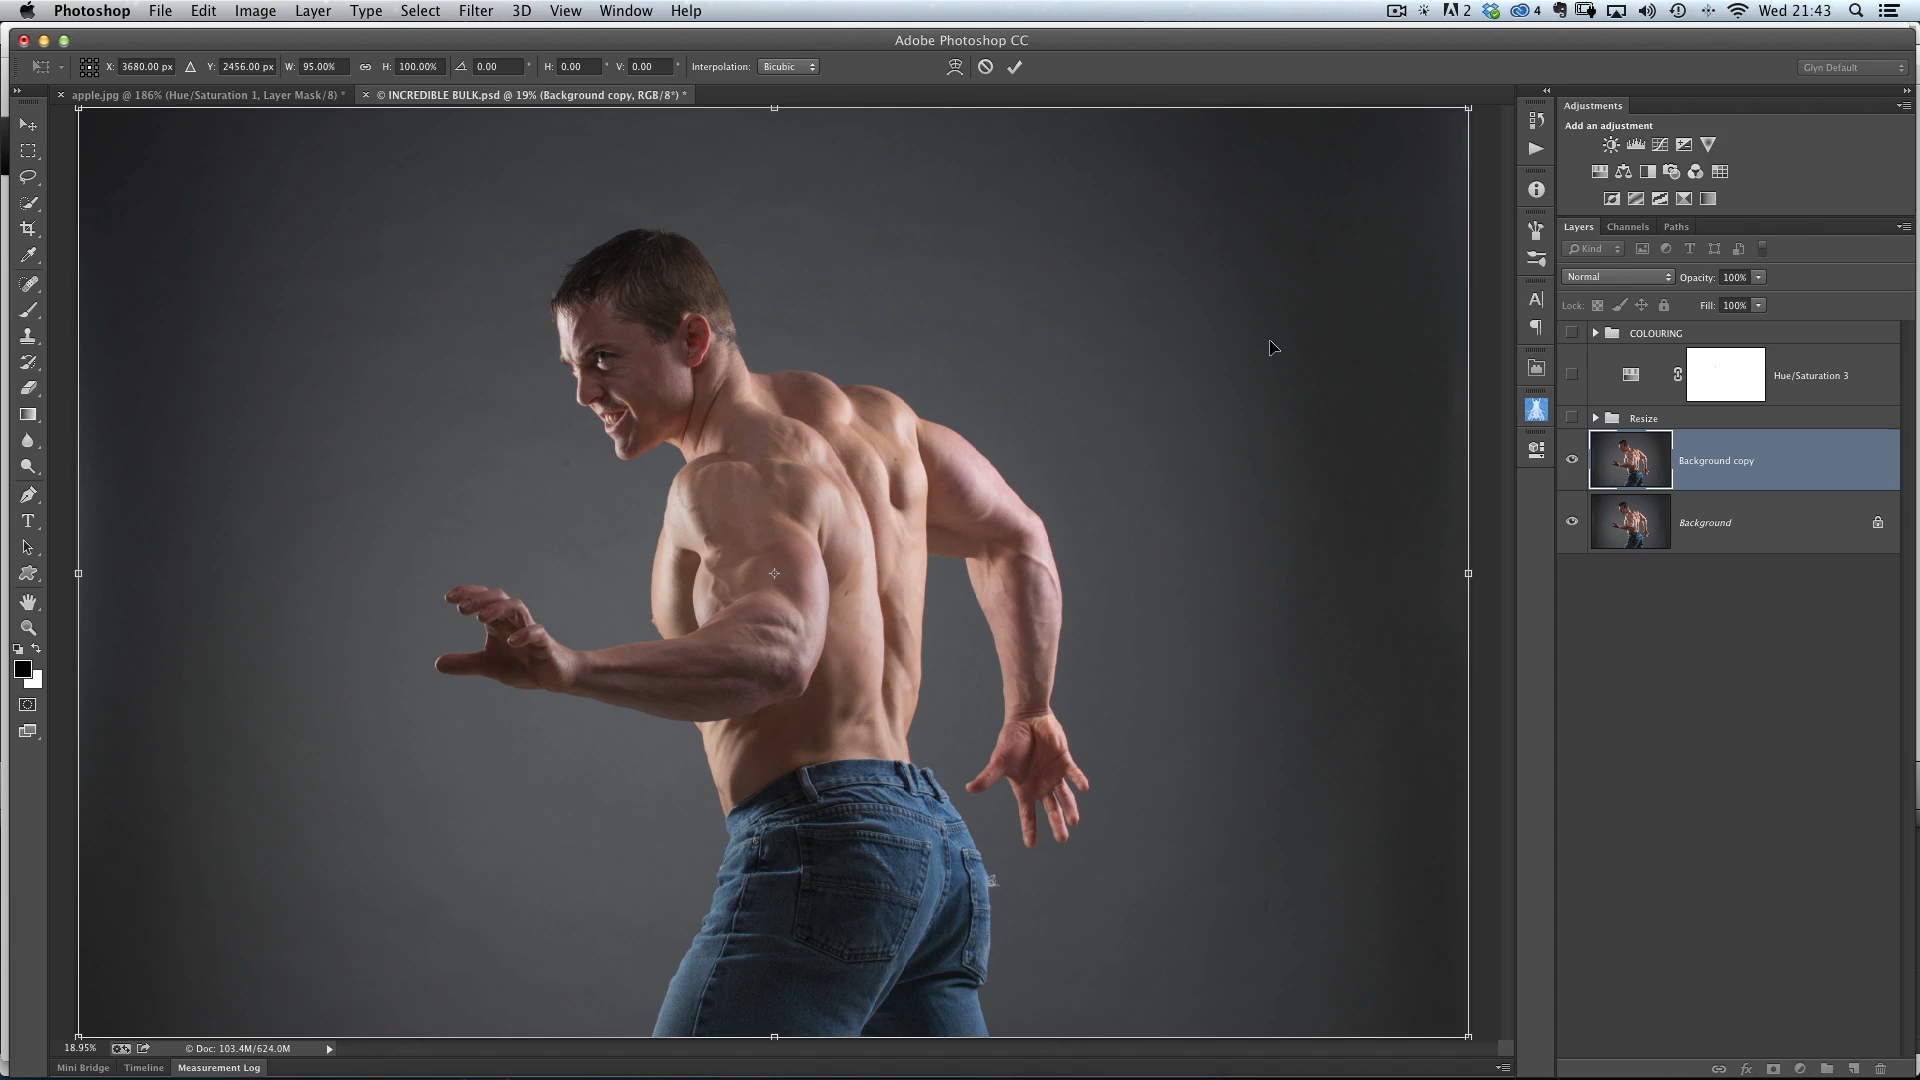 Photoshop File Edit Image Layer Type Select Filter 3D View Window Help 2 4 Wed 21:43
Adobe Photoshop CC
X: 3680.00 px Y: 2456.00 px W: 95.00% H: 100.00% 0.00 ° H: 0.00 ° V: 0.00 ° Interpolation: Bicubic Glyn Default
apple.jpg @ 186% (Hue/Saturation 1, Layer Mask/8) * © INCREDIBLE BULK.psd @ 19% (Background copy, RGB/8*) *
Adjustments
Add an adjustment
Layers Channels Paths
Kind
Normal Opacity: 100%
Lock: Fill: 100%
COLOURING
Hue/Saturation 3
Resize
Background copy
Background
18.95% © Doc: 103.4M/624.0M
Mini Bridge Timeline Measurement Log